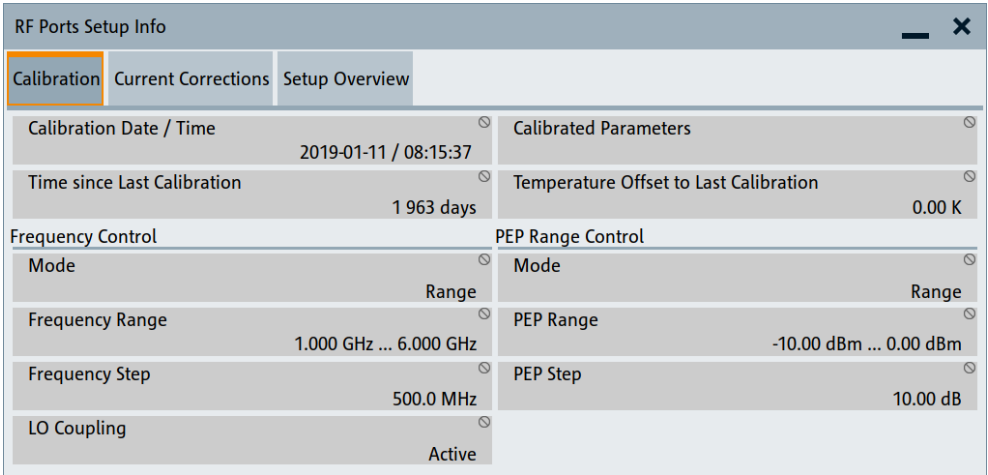 RF Ports Setup Info
Calibration Current Corrections Setup Overview
Calibration Date / Time
2019-01-11 / 08:15:37
Calibrated Parameters
Time since Last Calibration
1 963 days
Temperature Offset to Last Calibration
0.00 K
Frequency Control
Mode
Range
Frequency Range
1.000 GHz ... 6.000 GHz
Frequency Step
500.0 MHz
LO Coupling
Active
PEP Range Control
Mode
Range
PEP Range
-10.00 dBm ... 0.00 dBm
PEP Step
10.00 dB